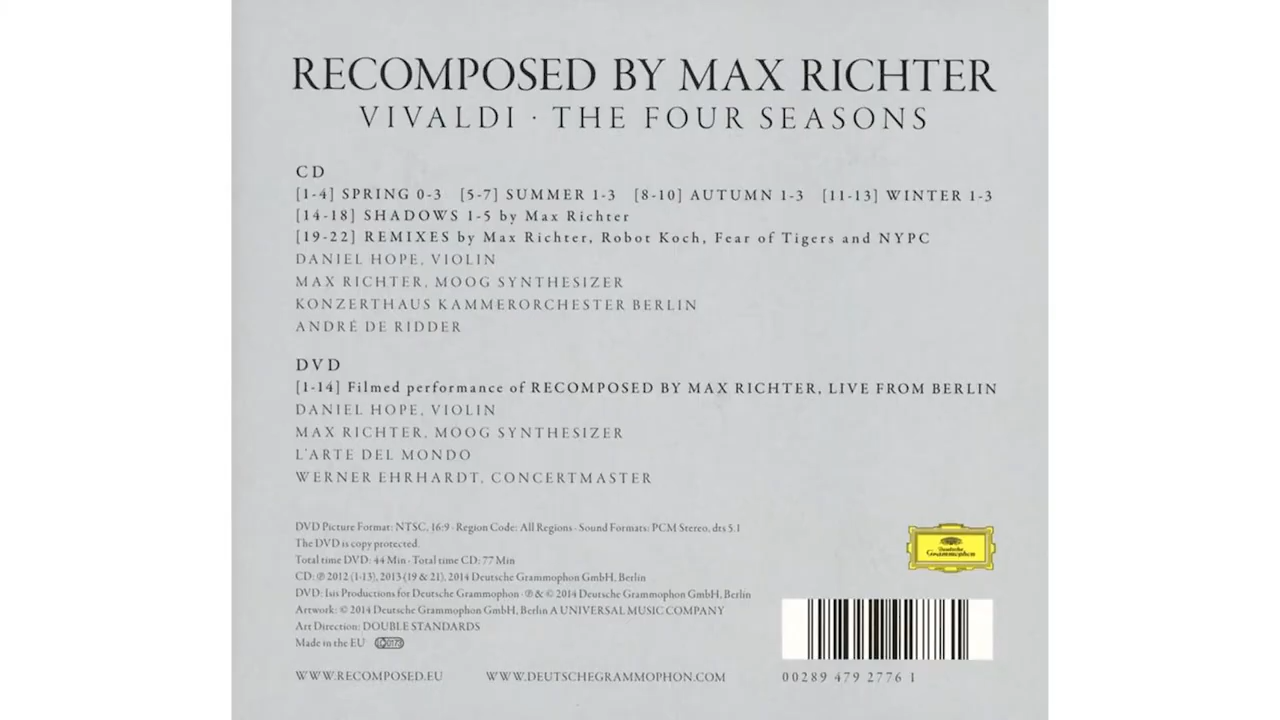 RECOMPOSED BY MAX RICHTER
VIVALDI · THE FOUR SEASONS
CD
[1-4] SPRING 0-3 [5-7] SUMMER 1-3 [8-10] AUTUMN 1-3 [11-13] WINTER 1-3
[14-18] SHADOWS 1-5 by Max Richter
[19-22] REMIXES by Max Richter, Robot Koch, Fear of Tigers and NYPC
DANIEL HOPE, VIOLIN
MAX RICHTER, MOOG SYNTHESIZER
KONZERTHAUS KAMMERORCHESTER BERLIN
ANDRÉ DE RIDDER
DVD
[1-14] Filmed performance of RECOMPOSED BY MAX RICHTER, LIVE FROM BERLIN
DANIEL HOPE, VIOLIN
MAX RICHTER, MOOG SYNTHESIZER
L'ARTE DEL MONDO
WERNER EHRHARDT, CONCERTMASTER
DVD Picture Format: NTSC, 16:9 · Region Code: All Regions · Sound Formats: PCM Stereo, dts 5.1
The DVD is copy protected.
Total time DVD: 44 Min · Total time CD: 77 Min
CD: ℗ 2012 (1-13), 2013 (19 & 21), 2014 Deutsche Grammophon GmbH, Berlin
DVD: Isis Productions for Deutsche Grammophon · ℗ & © 2014 Deutsche Grammophon GmbH, Berlin
Artwork: © 2014 Deutsche Grammophon GmbH, Berlin A UNIVERSAL MUSIC COMPANY
Art Direction: DOUBLE STANDARDS
Made in the EU
Deutsche
Grammophon
WWW.RECOMPOSED.EU WWW.DEUTSCHEGRAMMOPHON.COM
00289 479 2776 1